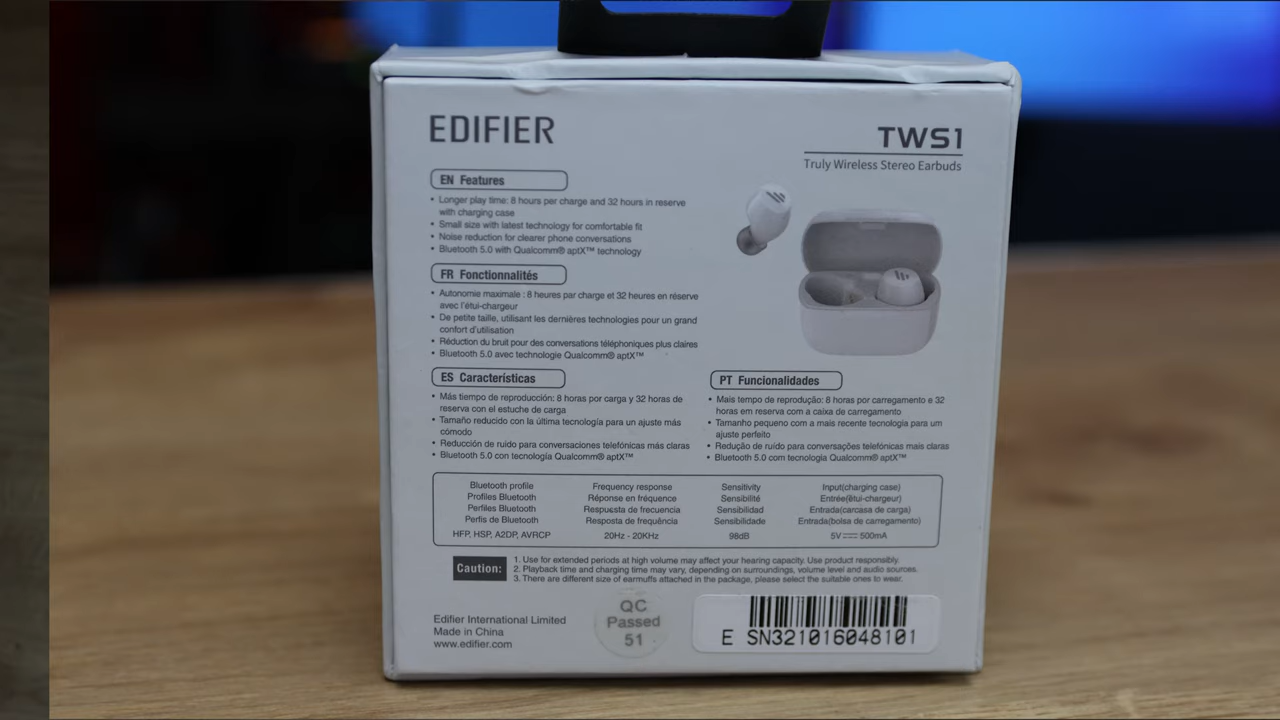 EDIFIER
TWS1
Truly Wireless Stereo Earbuds
EN Features
• Longer play time: 8 hours per charge and 32 hours in reserve
with charging case
• Small size with latest technology for comfortable fit
• Noise reduction for clearer phone conversations
• Bluetooth 5.0 with Qualcomm® aptX™ technology
FR Fonctionnalités
• Autonomie maximale : 8 heures par charge et 32 heures en réserve
avec l'étui-chargeur
• De petite taille, utilisant les dernières technologies pour un grand
confort d'utilisation
• Réduction du bruit pour des conversations téléphoniques plus claires
• Bluetooth 5.0 avec technologie Qualcomm® aptX™
ES Características
• Más tiempo de reproducción: 8 horas por carga y 32 horas de
reserva con el estuche de carga
• Tamaño reducido con la última tecnología para un ajuste más
cómodo
• Reducción de ruido para conversaciones telefónicas más claras
• Bluetooth 5.0 con tecnología Qualcomm® aptX™
PT Funcionalidades
• Mais tempo de reprodução: 8 horas por carregamento e 32
horas em reserva com a caixa de carregamento
• Tamanho pequeno com a mais recente tecnologia para um
ajuste perfeito
• Redução de ruído para conversações telefónicas mais claras
• Bluetooth 5.0 com tecnologia Qualcomm® aptX™
Bluetooth profile Frequency response Sensitivity Input(charging case)
Profiles Bluetooth Réponse en fréquence Sensibilité Entrée(étui-chargeur)
Perfiles Bluetooth Respuesta de frecuencia Sensibilidad Entrada(carcasa de carga)
Perfis de Bluetooth Resposta de frequência Sensibilidade Entrada(bolsa de carregamento)
HFP, HSP, A2DP, AVRCP 20Hz - 20KHz 98dB 5V⎓500mA
Caution:
1. Use for extended periods at high volume may affect your hearing capacity. Use product responsibly.
2. Playback time and charging time may vary, depending on surroundings, volume level and audio sources.
3. There are different size of earmuffs attached in the package, please select the suitable ones to wear.
Edifier International Limited
Made in China
www.edifier.com
QC
Passed
51
E SN321016048101